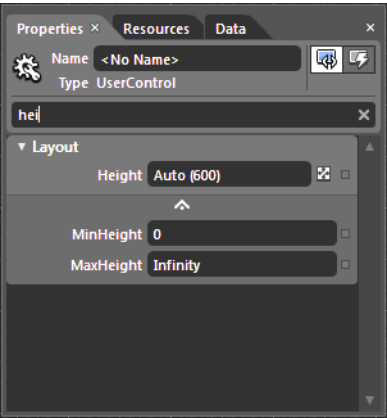 Properties × Resources Data ×
Name <No Name>
Type UserControl
hei ×
Layout
Height Auto (600)
MinHeight 0
MaxHeight Infinity